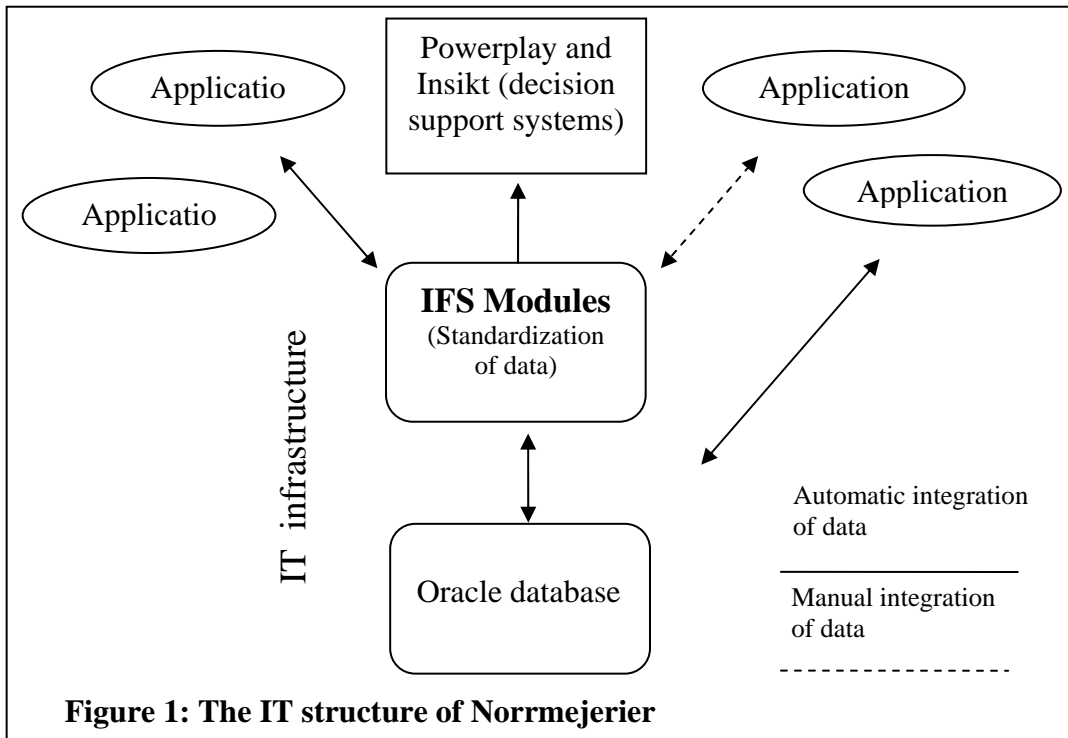 Applicatio
Applicatio
Powerplay and
Insikt (decision
support systems)
Application
Application
IFS Modules
(Standardization
of data)
IT infrastructure
Oracle database
Automatic integration
of data
Manual integration
of data
Figure 1: The IT structure of Norrmejerier